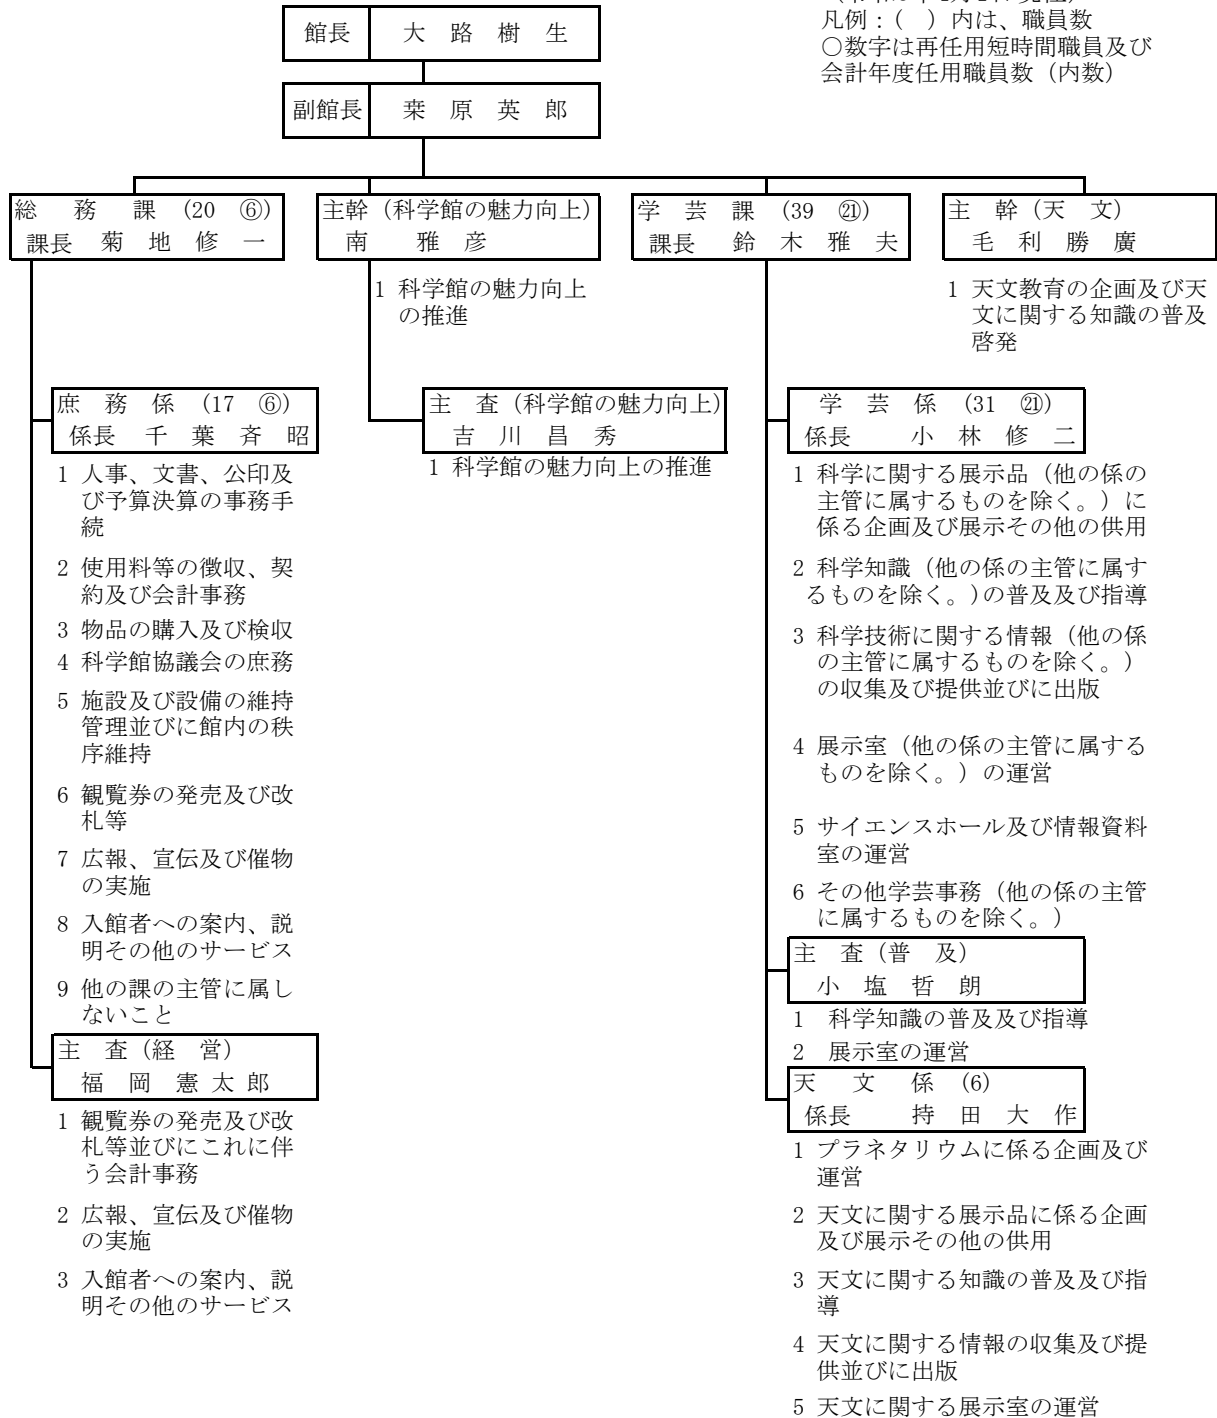 凡例：(　)内は、職員数
〇数字は再任用短時間職員及び
会計年度任用職員数（内数）
館長　大　路　樹　生
副館長　栞　原　英　郎
総　務　課　(20　⑥)
課長　菊　地　修　一
主幹（科学館の魅力向上）
南　雅　彦
1 科学館の魅力向上
の推進
学　芸　課　(39　㉑)
課長　鈴　木　雅　夫
主　幹（天　文）
毛　利　勝　廣
1 天文教育の企画及び天
文に関する知識の普及
啓発
庶　務　係　(17　⑥)
係長　千　葉　斉　昭
1 人事、文書、公印及
び予算決算の事務手
続
2 使用料等の徴収、契
約及び会計事務
3 物品の購入及び検収
4 科学館協議会の庶務
5 施設及び設備の維持
管理並びに館内の秩
序維持
6 観覧券の発売及び改
札等
7 広報、宣伝及び催物
の実施
8 入館者への案内、説
明その他のサービス
9 他の課の主管に属し
ないこと
主　査（経　営）
福　岡　憲　太　郎
1 観覧券の発売及び改
札等並びにこれに伴
う会計事務
2 広報、宣伝及び催物
の実施
3 入館者への案内、説
明その他のサービス
主　査（科学館の魅力向上）
吉　川　昌　秀
1 科学館の魅力向上の推進
学　芸　係　(31　㉑)
係長　小　林　修　二
1 科学に関する展示品（他の係の
主管に属するものを除く。）に
係る企画及び展示その他の供用
2 科学知識（他の係の主管に属す
るものを除く。)の普及及び指導
3 科学技術に関する情報（他の係
の主管に属するものを除く。）
の収集及び提供並びに出版
4 展示室（他の係の主管に属する
ものを除く。）の運営
5 サイエンスホール及び情報資料
室の運営
6 その他学芸事務（他の係の主管
に属するものを除く。）
主　査（普　及）
小　塩　哲　朗
1　科学知識の普及及び指導
2　展示室の運営
天　文　係　(6)
係長　持　田　大　作
1 プラネタリウムに係る企画及び
運営
2 天文に関する展示品に係る企画
及び展示その他の供用
3 天文に関する知識の普及及び指
導
4 天文に関する情報の収集及び提
供並びに出版
5 天文に関する展示室の運営